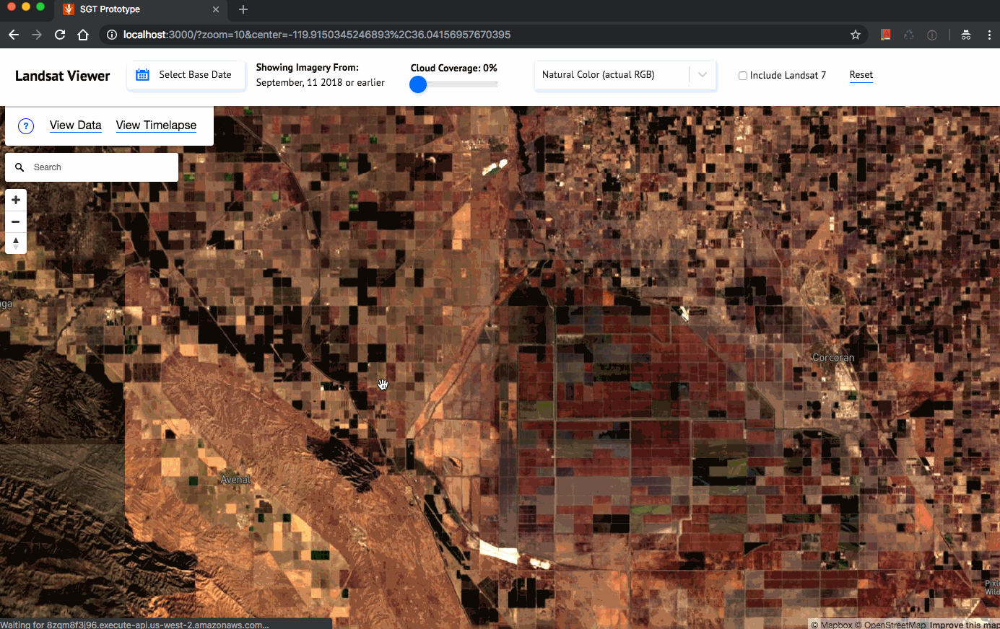 SGT Prototype
localhost:3000/?zoom=10&center=-119.9150345246893%2C36.04156957670395
Landsat Viewer
Select Base Date
Showing Imagery From:
September, 11 2018 or earlier
Cloud Coverage: 0%
Natural Color (actual RGB)
Include Landsat 7
Reset
?
View Data
View Timelapse
Search
Corcoran
Avenal
Waiting for 8zqm8f3j96.execute-api.us-west-2.amazonaws.com...
© Mapbox © OpenStreetMap Improve this map